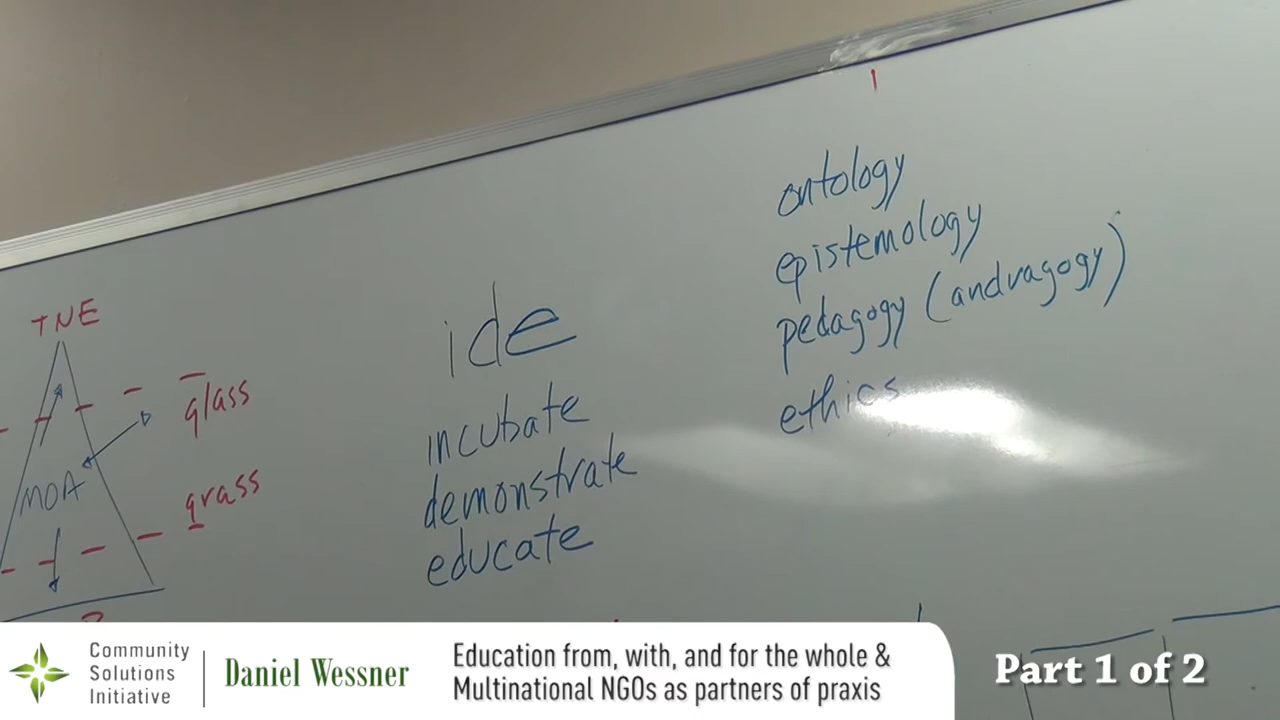 TNE
glass
MOA
grass
ide
incubate
demonstrate
educate
ontology
epistemology
pedagogy (andragogy)
ethics
Community
Solutions
Initiative
Daniel Wessner
Education from, with, and for the whole &
Multinational NGOs as partners of praxis
Part 1 of 2